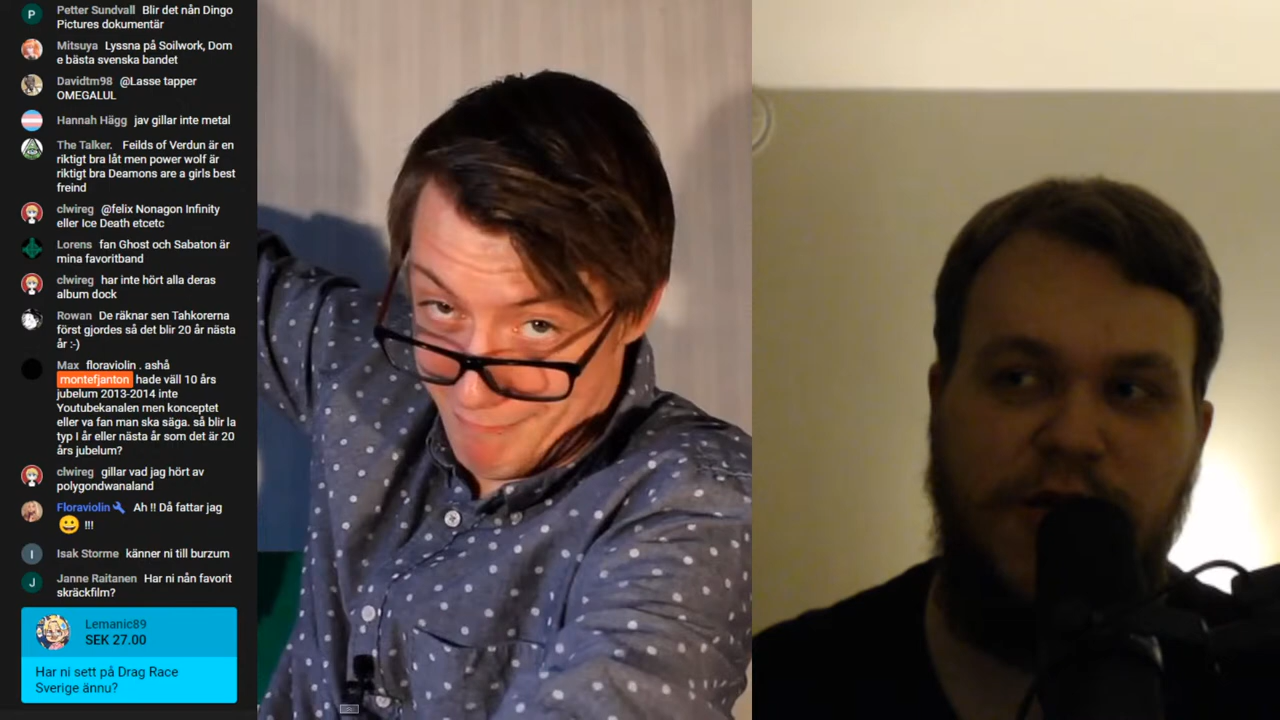 P Petter Sundvall Blir det nån Dingo
Pictures dokumentär
Mitsuya Lyssna på Soilwork, Dom
e bästa svenska bandet
Davidtm98 @Lasse tapper
OMEGALUL
Hannah Hägg jav gillar inte metal
The Talker. Feilds of Verdun är en
riktigt bra låt men power wolf är
riktigt bra Deamons are a girls best
freind
clwireg @felix Nonagon Infinity
eller Ice Death etcetc
Lorens fan Ghost och Sabaton är
mina favoritband
clwireg har inte hört alla deras
album dock
Rowan De räknar sen Tahkorerna
först gjordes så det blir 20 år nästa
år :-)
Max floraviolin . ashå
montefjanton hade väll 10 års
jubelum 2013-2014 inte
Youtubekanalen men konceptet
eller va fan man ska säga. så blir la
typ I år eller nästa år som det är 20
års jubelum?
clwireg gillar vad jag hört av
polygondwanaland
Floraviolin Ah !! Då fattar jag
😀 !!!
I Isak Storme känner ni till burzum
J Janne Raitanen Har ni nån favorit
skräckfilm?
Lemanic89
SEK 27.00
Har ni sett på Drag Race
Sverige ännu?